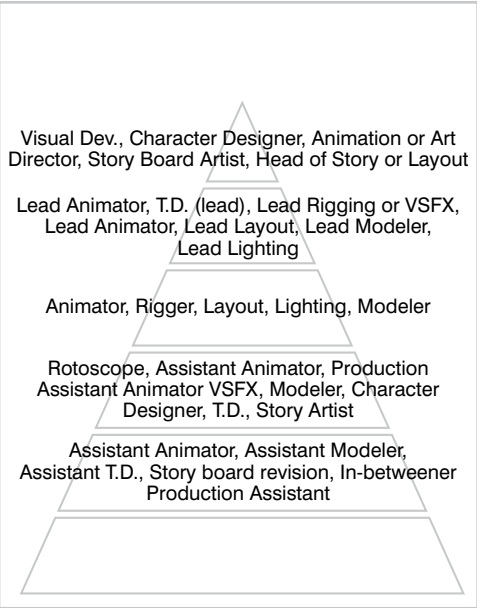 Visual Dev., Character Designer, Animation or Art
Director, Story Board Artist, Head of Story or Layout
Lead Animator, T.D. (lead), Lead Rigging or VSFX,
Lead Animator, Lead Layout, Lead Modeler,
Lead Lighting
Animator, Rigger, Layout, Lighting, Modeler
Rotoscope, Assistant Animator, Production
Assistant Animator VSFX, Modeler, Character
Designer, T.D., Story Artist
Assistant Animator, Assistant Modeler,
Assistant T.D., Story board revision, In-betweener
Production Assistant